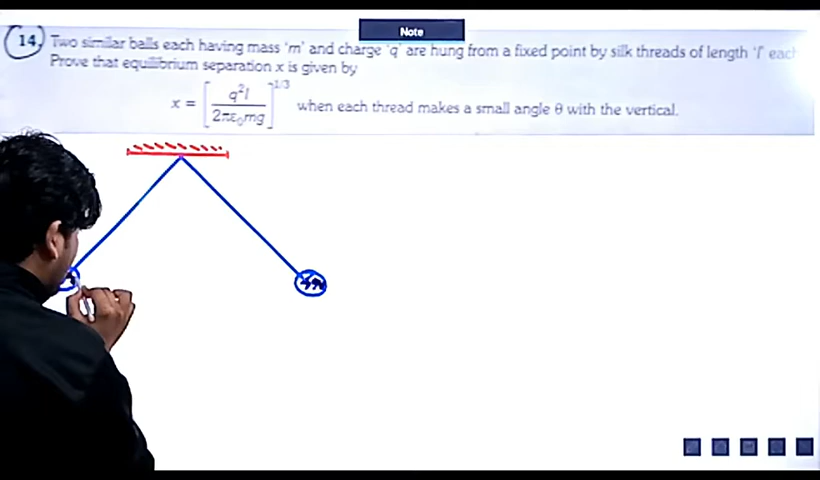 Note
14. Two similar balls each having mass 'm' and charge 'q' are hung from a fixed point by silk threads of length 'l' each
Prove that equilibrium separation x is given by
x = [q²l / 2πε₀mg]^1/3 when each thread makes a small angle θ with the vertical.